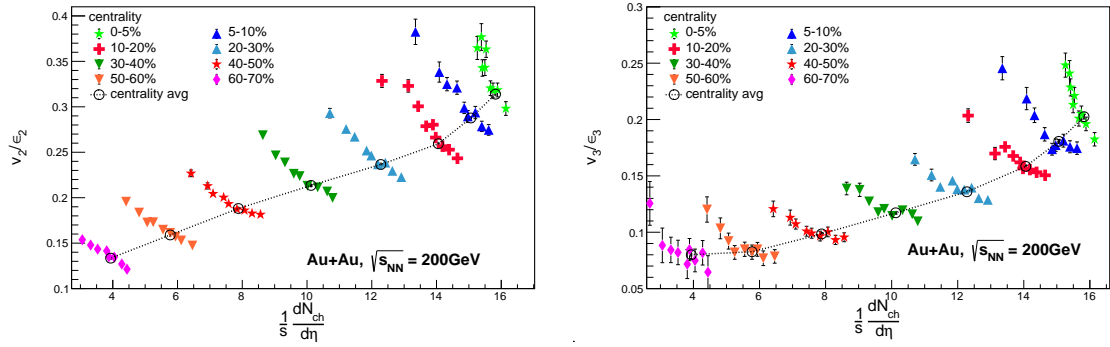 centrality
0-5% 5-10%
10-20% 20-30%
30-40% 40-50%
50-60% 60-70%
centrality avg
v₂/ϵ₂
0.4
0.35
0.3
0.25
0.2
0.15
0.1
Au+Au, √s_NN = 200GeV
4 6 8 10 12 14 16
1/s dN_ch/dη
centrality
0-5% 5-10%
10-20% 20-30%
30-40% 40-50%
50-60% 60-70%
centrality avg
v₃/ϵ₃
0.3
0.25
0.2
0.15
0.1
0.05
Au+Au, √s_NN = 200GeV
4 6 8 10 12 14 16
1/s dN_ch/dη